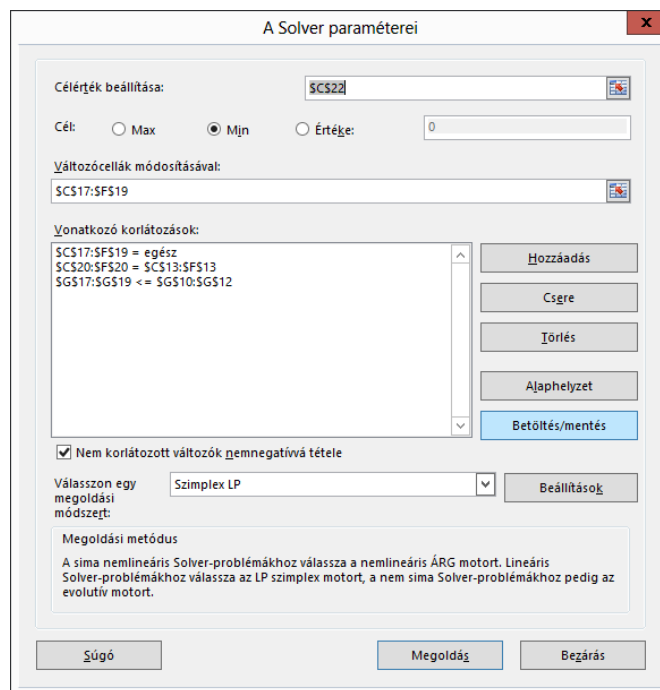 A Solver paraméterei
x
Célérték beállítása:
$C$22
Cél:
Max
Min
Értéke:
0
Változócellák módosításával:
$C$17:$F$19
Vonatkozó korlátozások:
$C$17:$F$19 = egész
$C$20:$F$20 = $C$13:$F$13
$G$17:$G$19 <= $G$10:$G$12
Hozzáadás
Csere
Törlés
Alaphelyzet
Betöltés/mentés
Nem korlátozott változók nemnegatívvá tétele
Válasszon egy
megoldási
módszert:
Szimplex LP
Beállítások
Megoldási metódus
A sima nemlineáris Solver-problémákhoz válassza a nemlineáris ÁRG motort. Lineáris
Solver-problémákhoz válassza az LP szimplex motort, a nem sima Solver-problémákhoz pedig az
evolutív motort.
Súgó
Megoldás
Bezárás